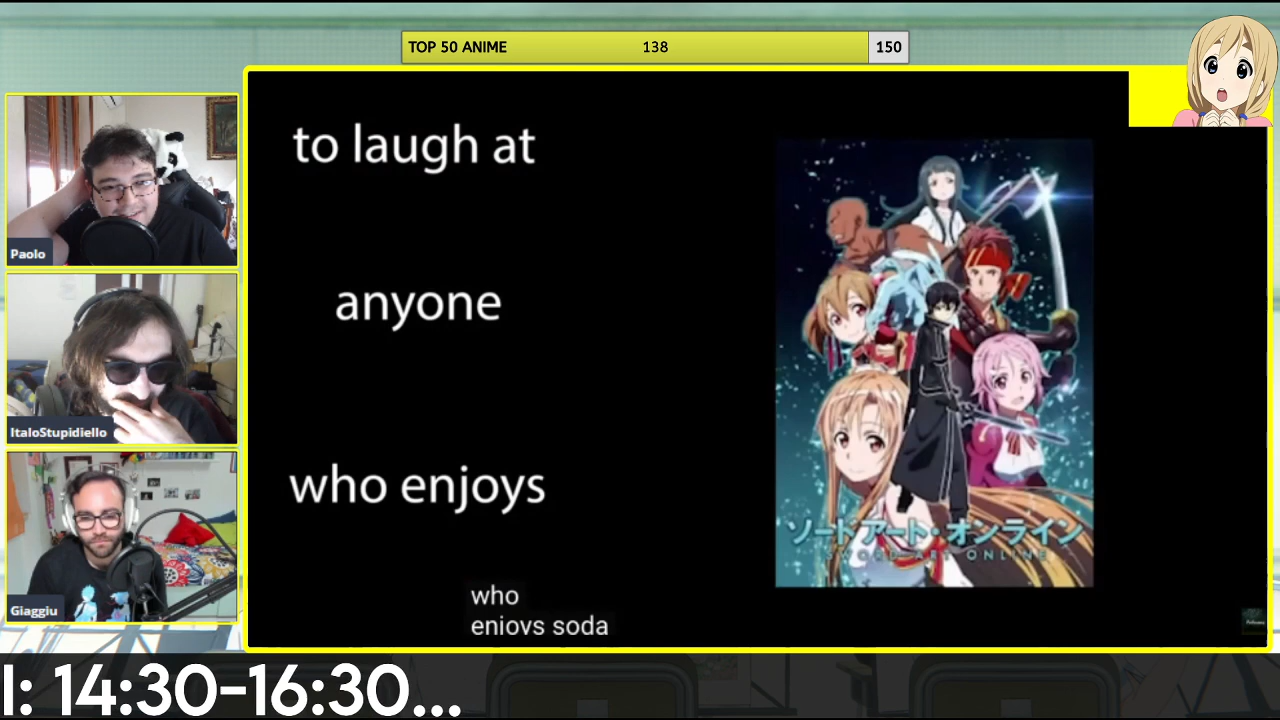 TOP 50 ANIME 138 150
to laugh at
anyone
who enjoys
who
enjoys soda
ソードアート・オンライン
SWORD ART ONLINE
Paolo
ItaloStupidiello
Giaggiu
I: 14:30-16:30...